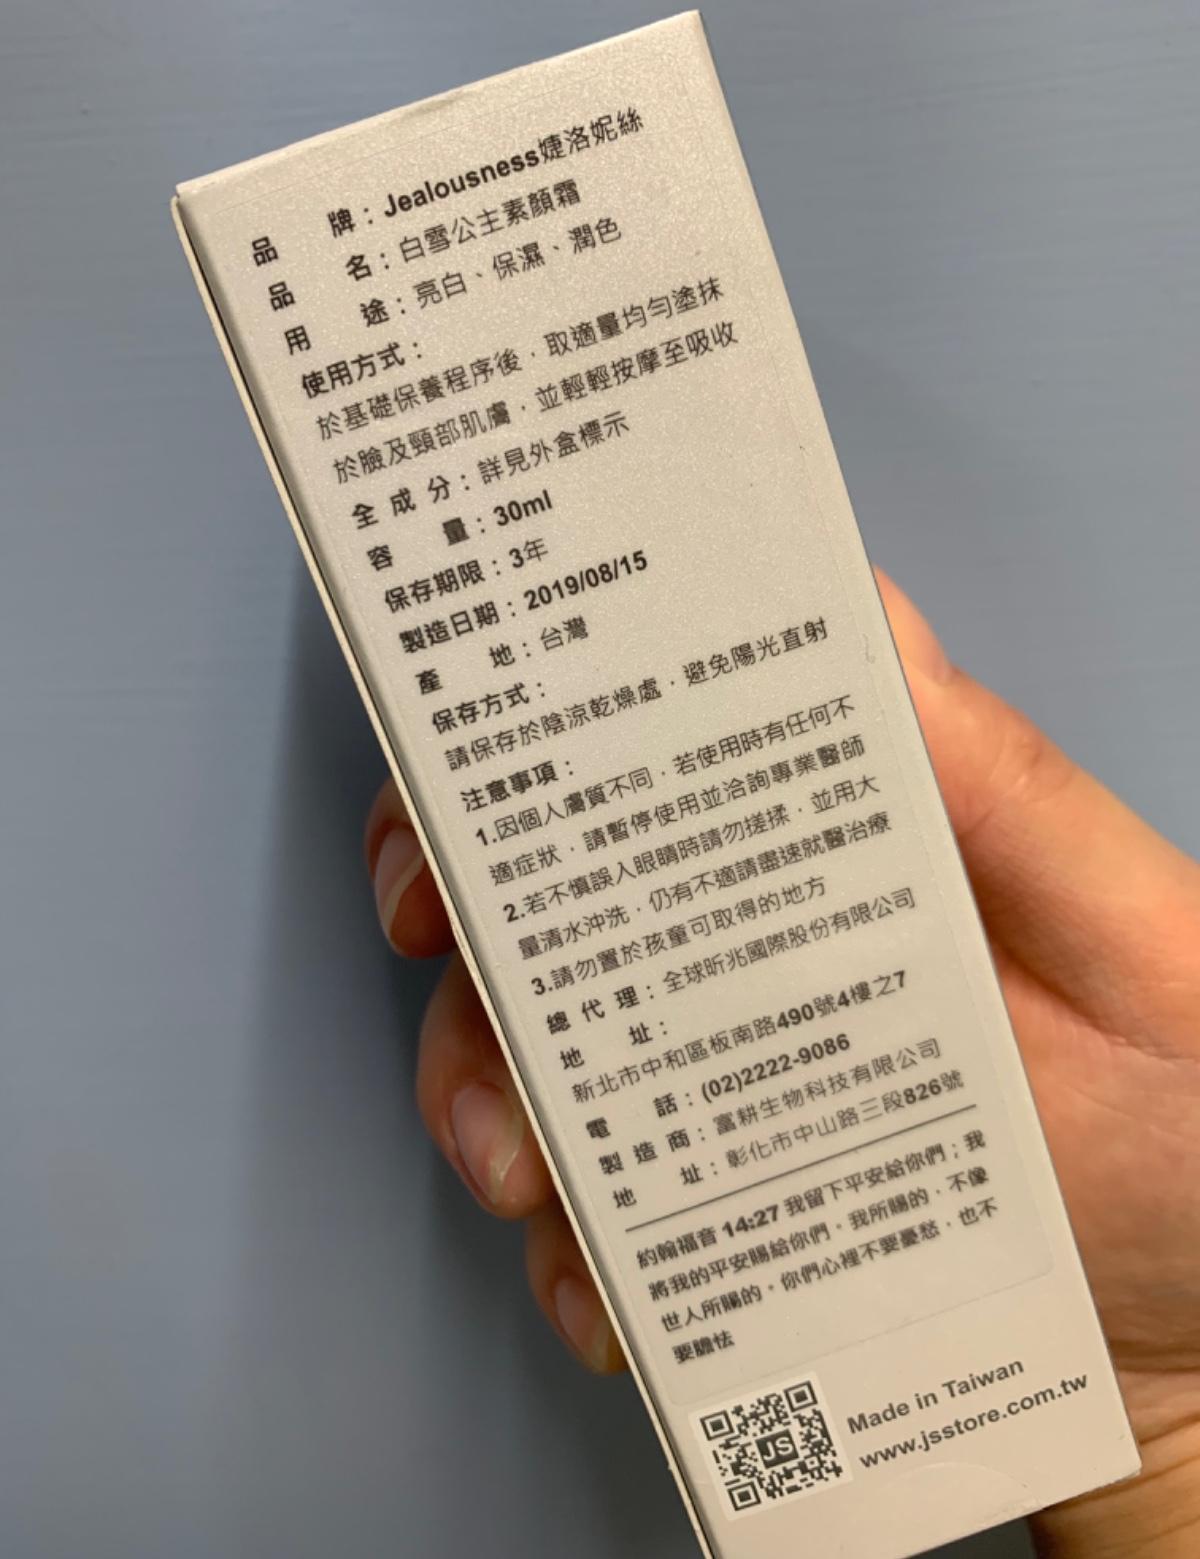 品牌：Jealousness婕洛妮絲
品名：白雪公主素顏霜
用途：亮白、保濕、潤色
使用方式：
於基礎保養程序後，取適量均勻塗抹
於臉及頸部肌膚，並輕輕按摩至吸收
全成分：詳見外盒標示
容量：30ml
保存期限：3年
製造日期：2019/08/15
產地：台灣
保存方式：
請保存於陰涼乾燥處，避免陽光直射
注意事項：
1.因個人膚質不同，若使用時有任何不
適症狀，請暫停使用並洽詢專業醫師
2.若不慎誤入眼睛時請勿搓揉，並用大
量清水沖洗，仍有不適請盡速就醫治療
3.請勿置於孩童可取得的地方
總代理：全球昕兆國際股份有限公司
地址：
新北市中和區板南路490號4樓之7
電話：(02)2222-9086
製造商：富耕生物科技有限公司
地址：彰化市中山路三段826號
約翰福音 14:27 我留下平安給你們；我
將我的平安賜給你們。我所賜的，不像
世人所賜的。你們心裡不要憂愁，也不
要膽怯
JS
Made in Taiwan
www.jsstore.com.tw